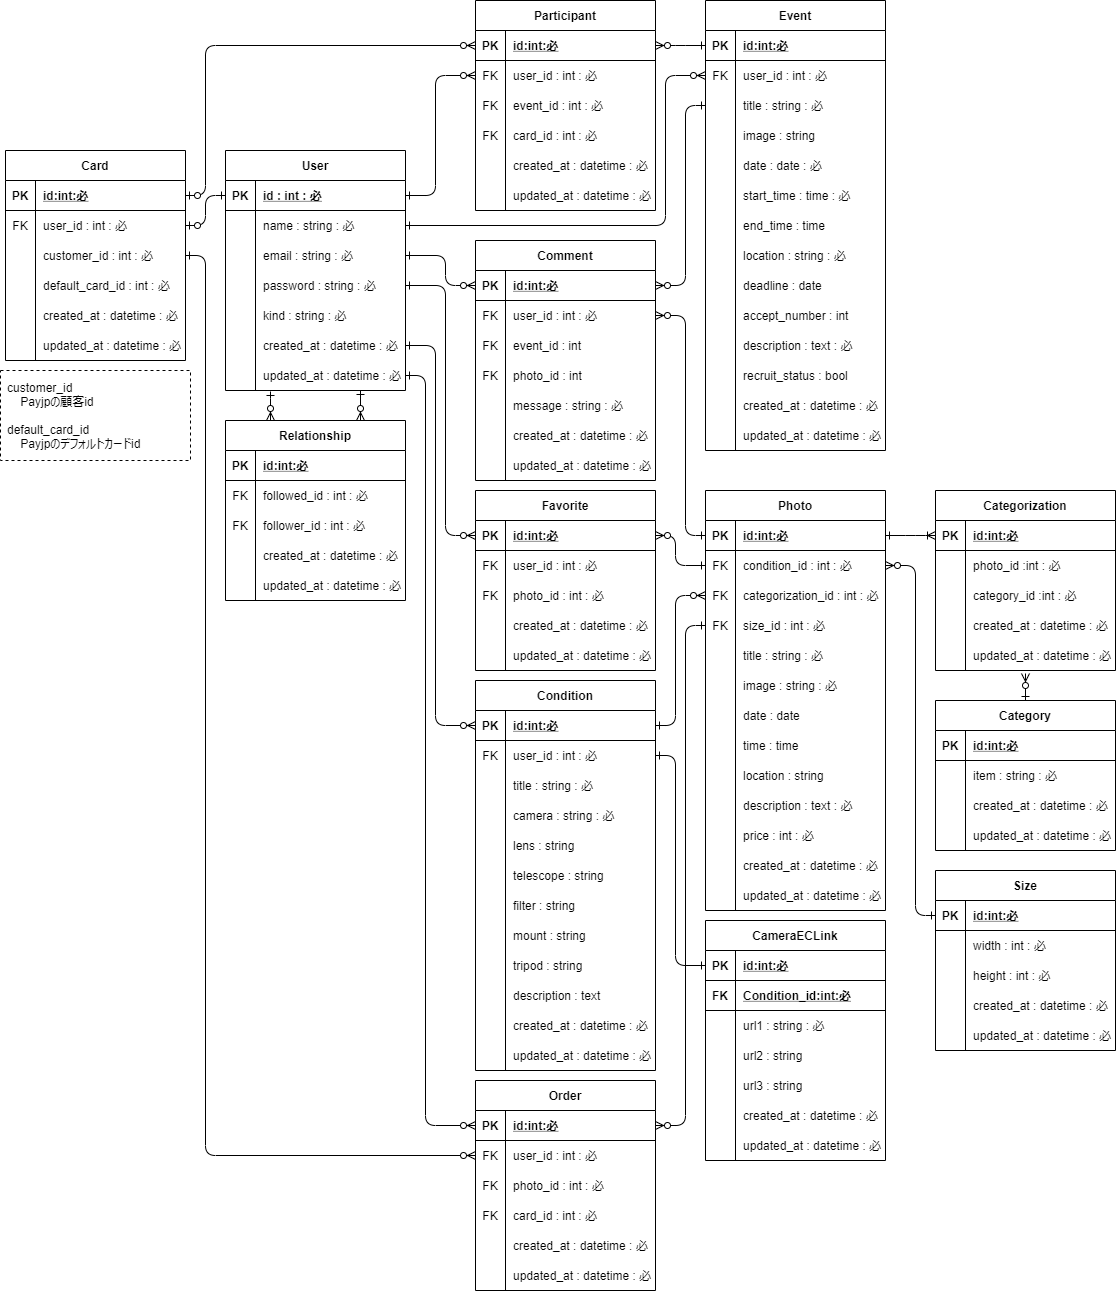 Participant
PK id:int:必
FK user_id : int : 必
FK event_id : int : 必
FK card_id : int : 必
created_at : datetime : 必
updated_at : datetime : 必
Event
PK id:int:必
FK user_id : int : 必
title : string : 必
image : string
date : date : 必
start_time : time : 必
end_time : time
location : string : 必
deadline : date
accept_number : int
description : text : 必
recruit_status : bool
created_at : datetime : 必
updated_at : datetime : 必
Card
PK id:int:必
FK user_id : int : 必
customer_id : int : 必
default_card_id : int : 必
created_at : datetime : 必
updated_at : datetime : 必
customer_id
Payjpの顧客id
default_card_id
Payjpのデフォルトカードid
User
PK id : int : 必
name : string : 必
email : string : 必
password : string : 必
kind : string : 必
created_at : datetime : 必
updated_at : datetime : 必
Relationship
PK id:int:必
FK followed_id : int : 必
FK follower_id : int : 必
created_at : datetime : 必
updated_at : datetime : 必
Comment
PK id:int:必
FK user_id : int : 必
FK event_id : int
FK photo_id : int
message : string : 必
created_at : datetime : 必
updated_at : datetime : 必
Favorite
PK id:int:必
FK user_id : int : 必
FK photo_id : int : 必
created_at : datetime : 必
updated_at : datetime : 必
Condition
PK id:int:必
FK user_id : int : 必
title : string : 必
camera : string : 必
lens : string
telescope : string
filter : string
mount : string
tripod : string
description : text
created_at : datetime : 必
updated_at : datetime : 必
Order
PK id:int:必
FK user_id : int : 必
FK photo_id : int : 必
FK card_id : int : 必
created_at : datetime : 必
updated_at : datetime : 必
Photo
PK id:int:必
FK condition_id : int : 必
FK categorization_id : int : 必
FK size_id : int : 必
title : string : 必
image : string : 必
date : date
time : time
location : string
description : text : 必
price : int : 必
created_at : datetime : 必
updated_at : datetime : 必
CameraECLink
PK id:int:必
FK Condition_id:int:必
url1 : string : 必
url2 : string
url3 : string
created_at : datetime : 必
updated_at : datetime : 必
Categorization
PK id:int:必
photo_id :int : 必
category_id :int : 必
created_at : datetime : 必
updated_at : datetime : 必
Category
PK id:int:必
item : string : 必
created_at : datetime : 必
updated_at : datetime : 必
Size
PK id:int:必
width : int : 必
height : int : 必
created_at : datetime : 必
updated_at : datetime : 必